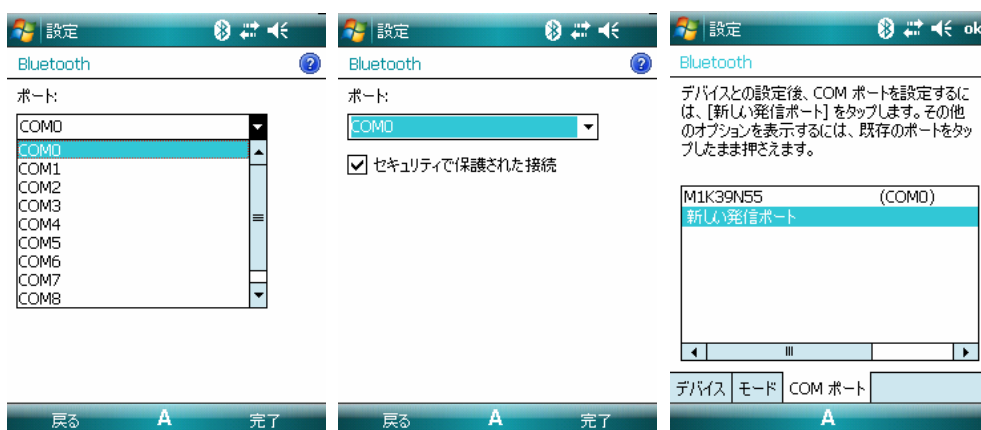 設定
Bluetooth
ポート:
COM0
COM0
COM1
COM2
COM3
COM4
COM5
COM6
COM7
COM8
戻る A 完了
設定
Bluetooth
ポート:
COM0
セキュリティで保護された接続
戻る A 完了
設定 ok
Bluetooth
デバイスとの設定後、COM ポートを設定するに
は、[新しい発信ポート] をタップします。その他
のオプションを表示するには、既存のポートをタッ
プしたまま押さえます。
M1K39N55 (COM0)
新しい発信ポート
デバイス モード COM ポート
A